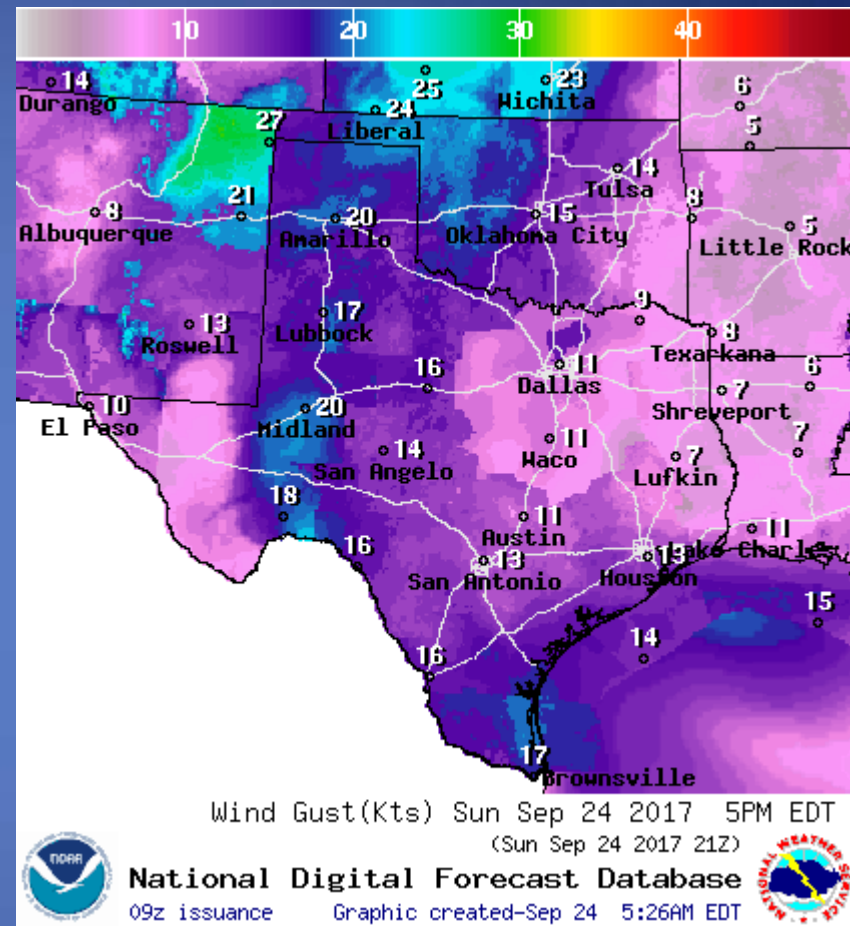 10 20 30 40
14 25 23 6
Durango Wichita
24
Liberal
27 5
14
Tulsa
8 21 20 15 8 5
Albuquerque Amarillo Oklahoma City Little Rock
13 17 9 8
Roswell Lubbock Texarkana
16 11 6
Dallas
10 20 7
El Paso Midland Shreveport
14 11 7 7
San Angelo Waco Lufkin
18 11 11
Austin Lake Charles
16 13 13
San Antonio Houston
15
14
16
17
Brownsville
Wind Gust(Kts) Sun Sep 24 2017 5PM EDT
(Sun Sep 24 2017 21Z)
NOAA
NATIONAL WEATHER SERVICE
National Digital Forecast Database
09z issuance Graphic created-Sep 24 5:26AM EDT